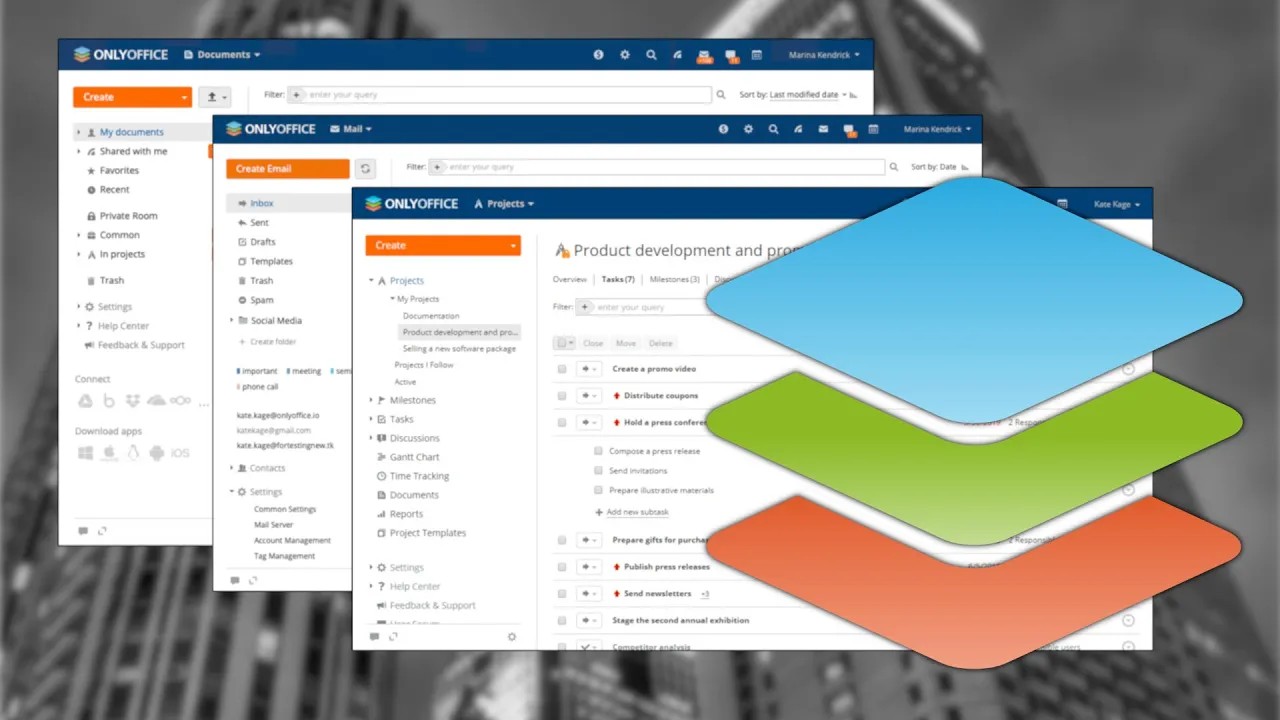 ONLYOFFICE Documents Marina Kendrick
Create Filter: + enter your query Sort by: Last modified date
My documents
Shared with me
Favorites
Recent
Private Room
Common
In projects
Trash
Settings
? Help Center
Feedback & Support
Connect
Download apps
iOS
ONLYOFFICE Mail Marina Kendrick
Create Email Filter: + enter your query Sort by: Date
Inbox
Sent
Drafts
Templates
Trash
Spam
Social Media
+ Create folder
important meeting sem
phone call
kate.kage@onlyoffice.io
katekage@gmail.com
kate.kage@fortestingnew.tk
Contacts
Settings
Common Settings
Mail Server
Account Management
Tag Management
ONLYOFFICE Projects Kate Kage
Create
Projects
My Projects
Documentation
Product development and pro...
Selling a new software package
Projects I Follow
Active
Milestones
Tasks
Discussions
Gantt Chart
Time Tracking
Documents
Reports
Project Templates
Settings
? Help Center
Feedback & Support
Product development and pro
Overview Tasks (7) Milestones (3)
Filter: + enter your query
Close Move Delete
Create a promo video
Distribute coupons
Hold a press confere
2 Respon
Compose a press release
Send invitations
Prepare illustrative materials
+ Add new subtask
Prepare gifts for purcha
2 Responsib
Publish press releases
Send newsletters +3
Stage the second annual exhibition
Competitor analysis